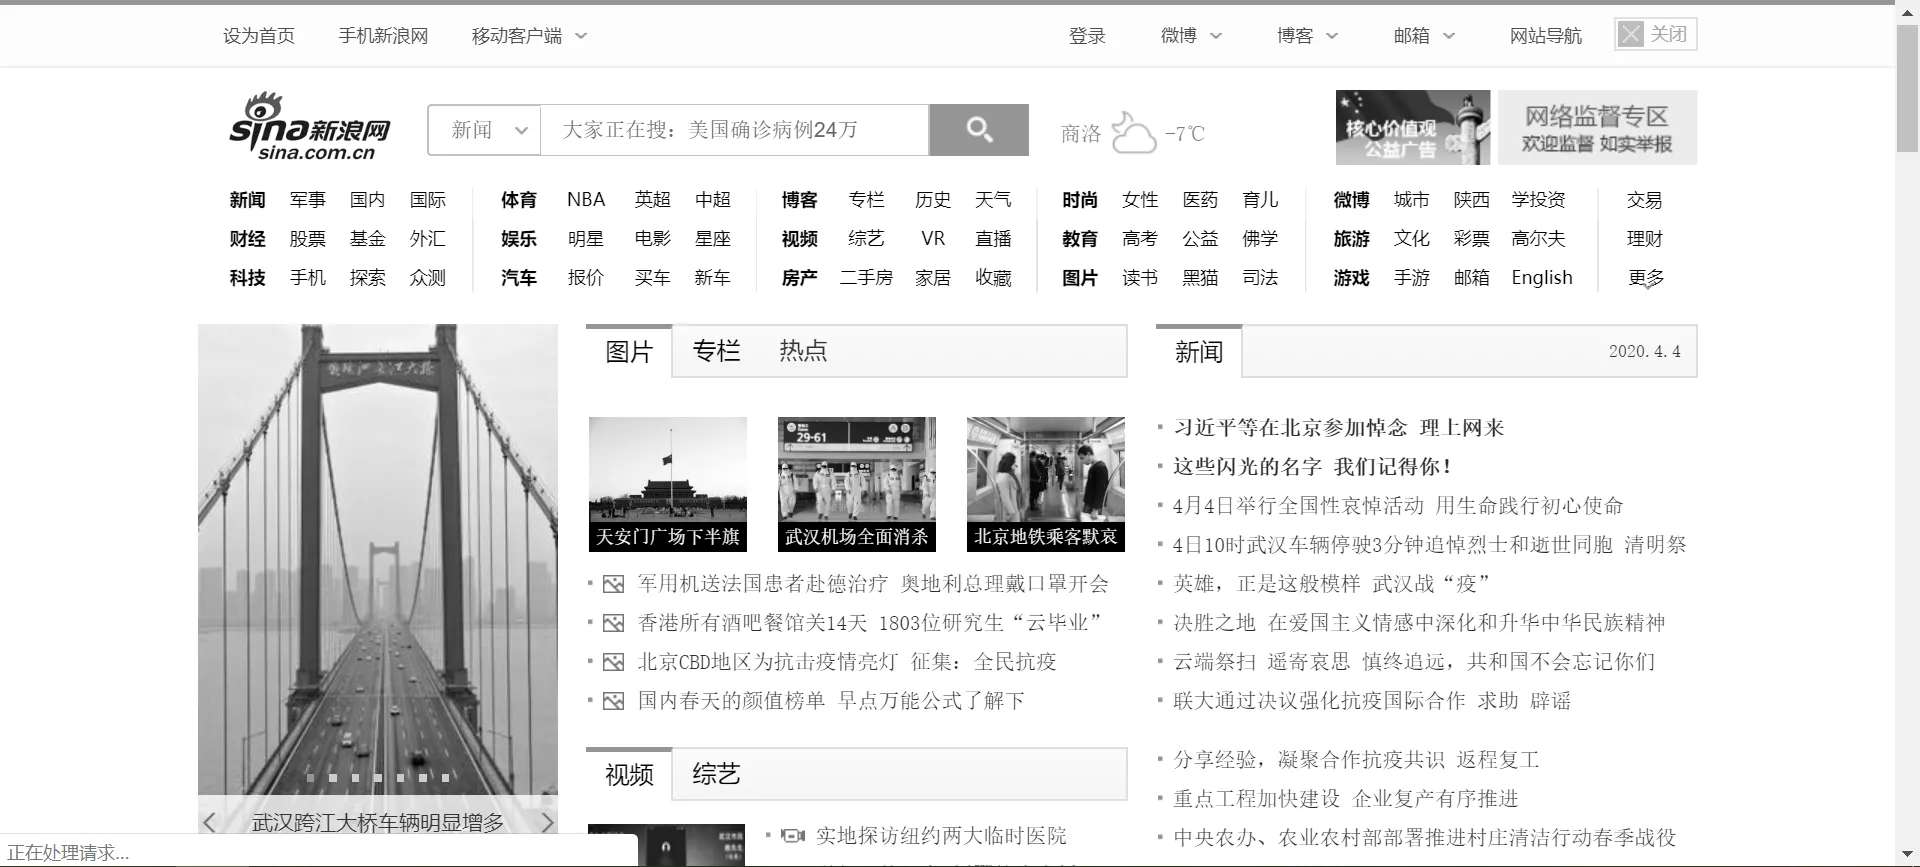 设为首页 手机新浪网 移动客户端 登录 微博 博客 邮箱 网站导航 关闭
sina新浪网
sina.com.cn
新闻 大家正在搜：美国确诊病例24万
商洛 -7℃
核心价值观
公益广告
网络监督专区
欢迎监督 如实举报
新闻 军事 国内 国际 体育 NBA 英超 中超 博客 专栏 历史 天气 时尚 女性 医药 育儿 微博 城市 陕西 学投资 交易
财经 股票 基金 外汇 娱乐 明星 电影 星座 视频 综艺 VR 直播 教育 高考 公益 佛学 旅游 文化 彩票 高尔夫 理财
科技 手机 探索 众测 汽车 报价 买车 新车 房产 二手房 家居 收藏 图片 读书 黑猫 司法 游戏 手游 邮箱 English 更多
武汉跨江大桥车辆明显增多
图片 专栏 热点
29-61
天安门广场下半旗
武汉机场全面消杀
北京地铁乘客默哀
军用机送法国患者赴德治疗 奥地利总理戴口罩开会
香港所有酒吧餐馆关14天 1803位研究生“云毕业”
北京CBD地区为抗击疫情亮灯 征集：全民抗疫
国内春天的颜值榜单 早点万能公式了解下
视频 综艺
实地探访纽约两大临时医院
新闻 2020.4.4
习近平等在北京参加悼念 理上网来
这些闪光的名字 我们记得你！
4月4日举行全国性哀悼活动 用生命践行初心使命
4日10时武汉车辆停驶3分钟追悼烈士和逝世同胞 清明祭
英雄，正是这般模样 武汉战“疫”
决胜之地 在爱国主义情感中深化和升华中华民族精神
云端祭扫 遥寄哀思 慎终追远，共和国不会忘记你们
联大通过决议强化抗疫国际合作 求助 辟谣
分享经验，凝聚合作抗疫共识 返程复工
重点工程加快建设 企业复产有序推进
中央农办、农业农村部部署推进村庄清洁行动春季战役
正在处理请求...